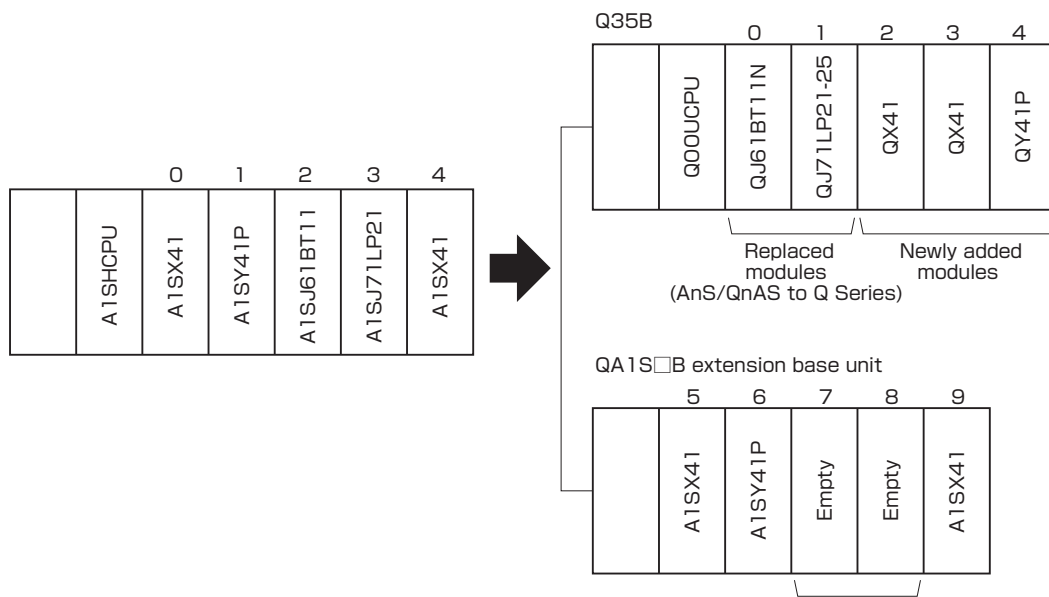 Q35B
0 1 2 3 4
Q00UCPU
QJ61BT11N
QJ71LP21-25
QX41
QX41
QY41P
Replaced
modules
(AnS/QnAS to Q Series)
Newly added
modules
0 1 2 3 4
A1SHCPU
A1SX41
A1SY41P
A1SJ61BT11
A1SJ71LP21
A1SX41
QA1S□B extension base unit
5 6 7 8 9
A1SX41
A1SY41P
Empty
Empty
A1SX41